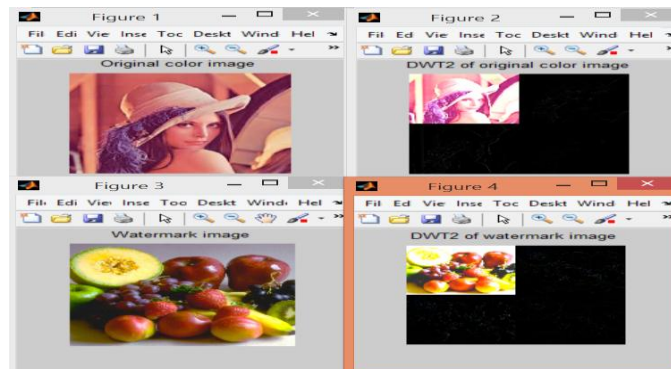 Figure 1
Fil Edi Vie Inse Toc Deskt Wind Hel
Original color image
Figure 2
Fil Edi Vie Inse Toc Deskt Wind Hel
DWT2 of original color image
Figure 3
Fil Edi Vie Inse Too Deskt Wind Hel
Watermark image
Figure 4
Fil Ed Vie Inse Toc Deskt Wind Hel
DWT2 of watermark image